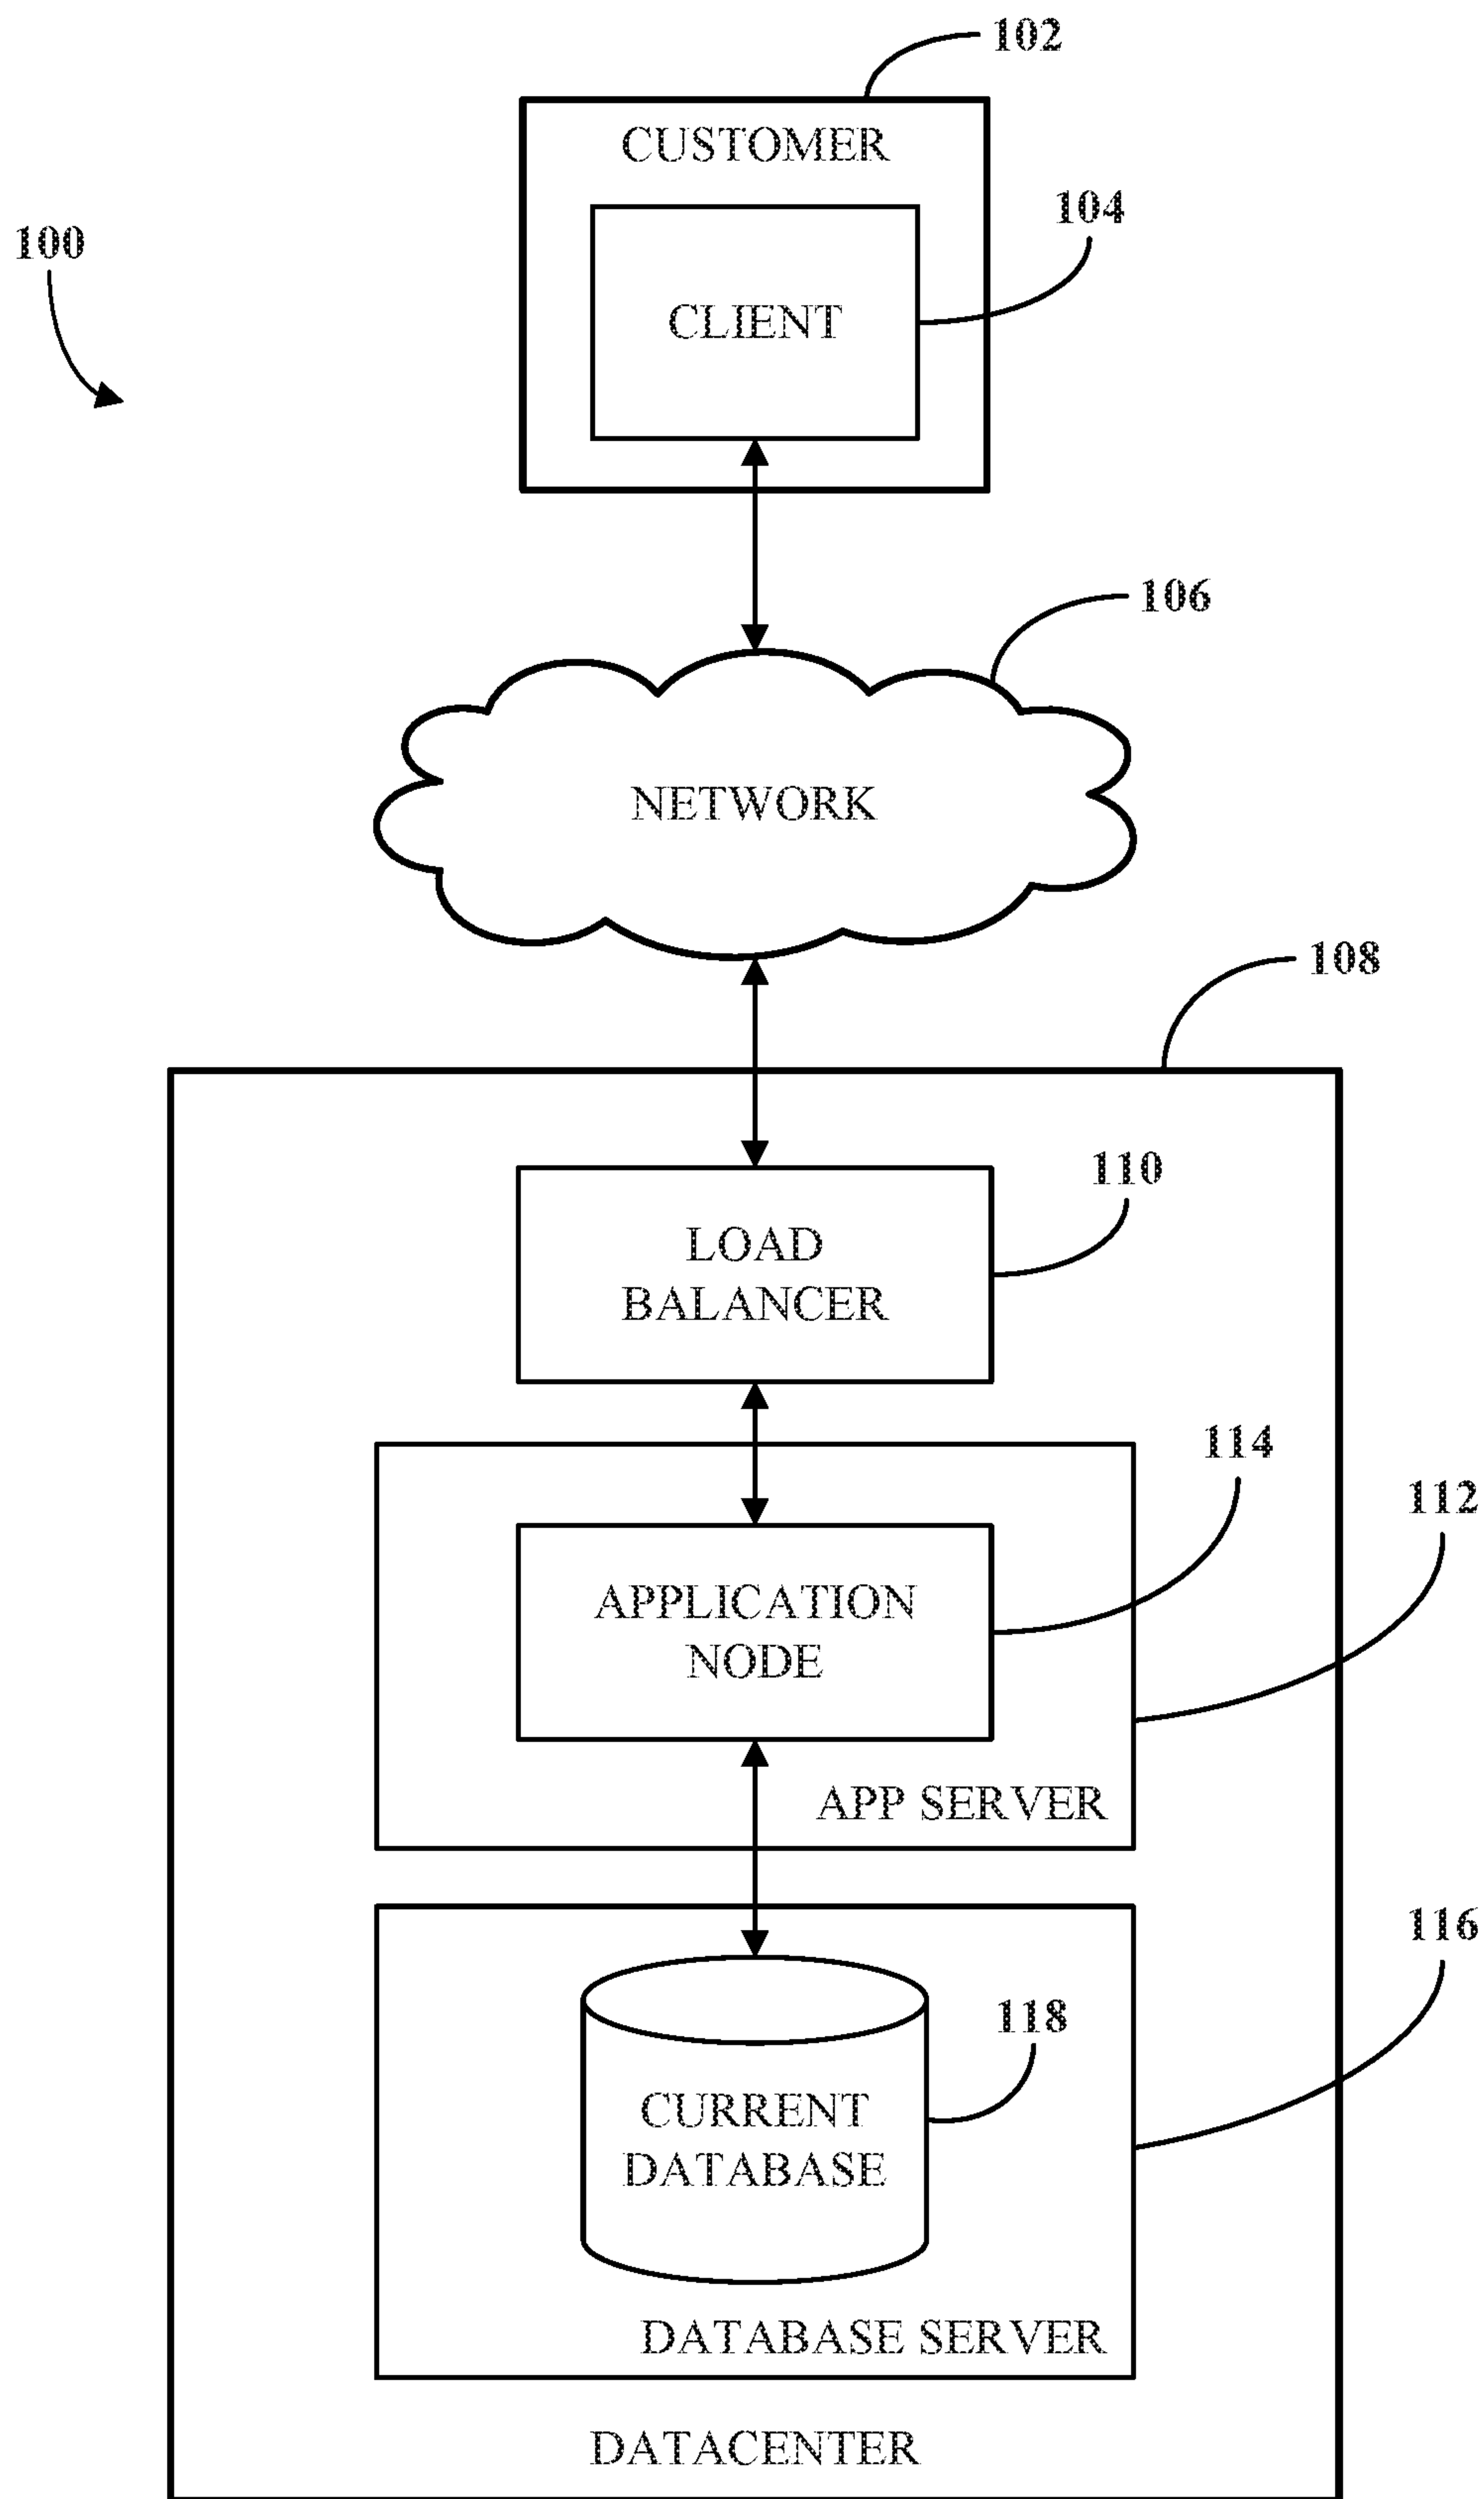 102
CUSTOMER
104
100
CLIENT
106
NETWORK
108
110
LOAD
BALANCER
114
112
APPLICATION
NODE
APP SERVER
116
118
CURRENT
DATABASE
DATABASE SERVER
DATACENTER